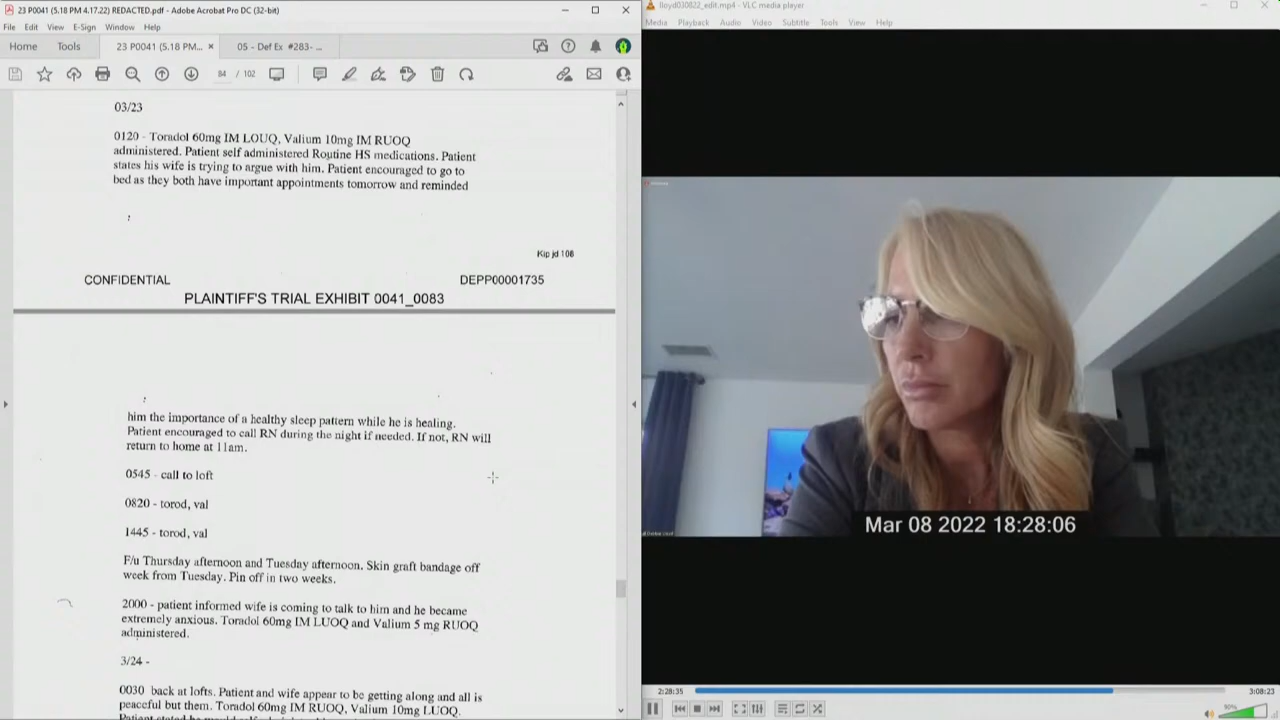 23 P0041 (5.18 PM 4.17.22) REDACTED.pdf - Adobe Acrobat Pro DC (32-bit)
File Edit View E-Sign Window Help
Home Tools 23 P0041 (5.18 PM... × 05 - Def Ex #283- ...
84 / 102
03/23
0120 - Toradol 60mg IM LOUQ, Valium 10mg IM RUOQ
administered. Patient self administered Routine HS medications. Patient
states his wife is trying to argue with him. Patient encouraged to go to
bed as they both have important appointments tomorrow and reminded
Kip jd 106
CONFIDENTIAL DEPP00001735
PLAINTIFF'S TRIAL EXHIBIT 0041_0083
him the importance of a healthy sleep pattern while he is healing.
Patient encouraged to call RN during the night if needed. If not, RN will
return to home at 11am.
0545 - call to loft
0820 - torod, val
1445 - torod, val
F/u Thursday afternoon and Tuesday afternoon. Skin graft bandage off
week from Tuesday. Pin off in two weeks.
2000 - patient informed wife is coming to talk to him and he became
extremely anxious. Toradol 60mg IM LUOQ and Valium 5 mg RUOQ
administered.
3/24 -
0030 back at lofts. Patient and wife appear to be getting along and all is
peaceful but them. Toradol 60mg IM RUOQ, Valium 10mg LUOQ.
lloyd030822_edit.mp4 - VLC media player
Media Playback Audio Video Subtitle Tools View Help
Mar 08 2022 18:28:06
2:28:35 3:08:23
90%